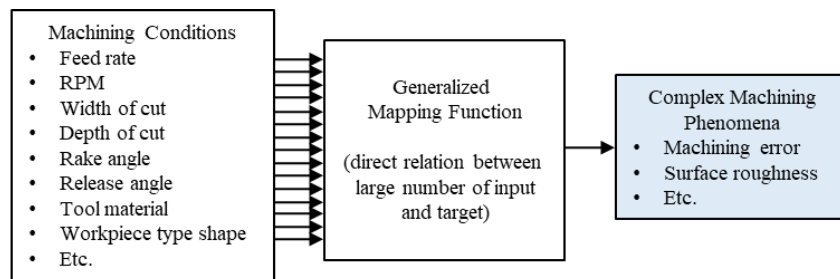 Machining Conditions
• Feed rate
• RPM
• Width of cut
• Depth of cut
• Rake angle
• Release angle
• Tool material
• Workpiece type shape
• Etc.
Generalized
Mapping Function
(direct relation between
large number of input
and target)
Complex Machining
Phenomena
• Machining error
• Surface roughness
• Etc.